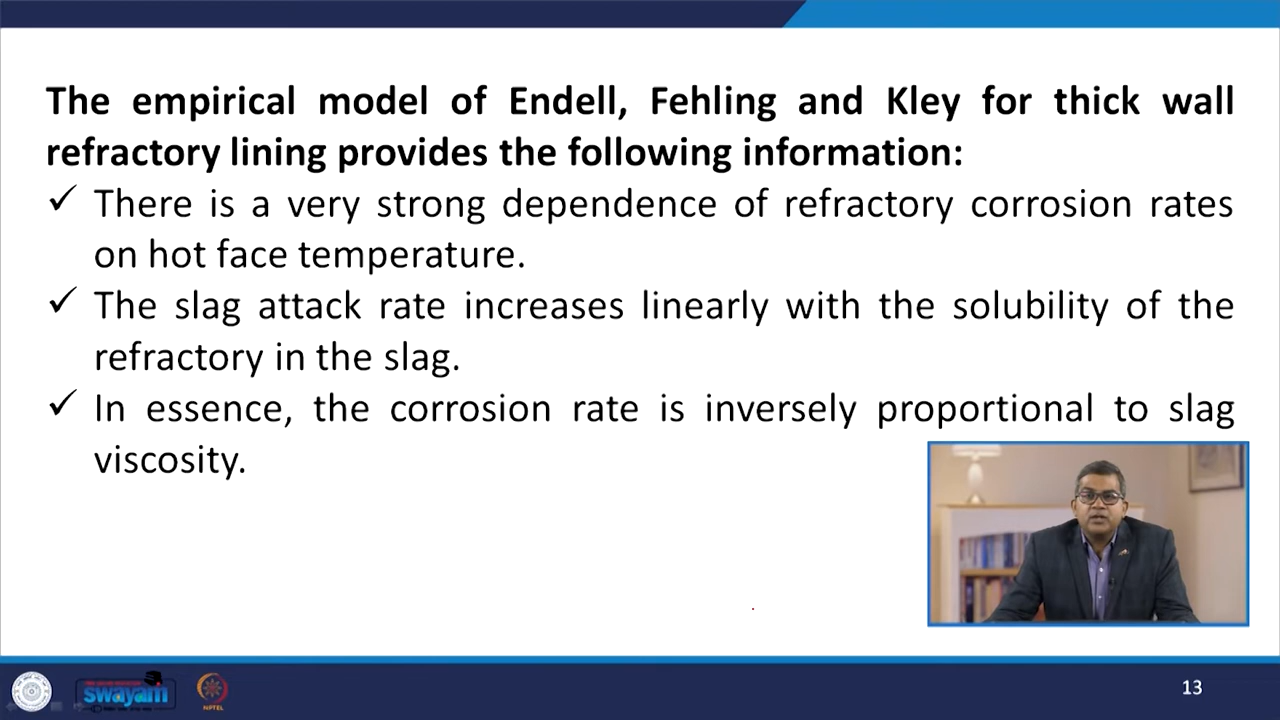 The empirical model of Endell, Fehling and Kley for thick wall
refractory lining provides the following information:
✓ There is a very strong dependence of refractory corrosion rates
on hot face temperature.
✓ The slag attack rate increases linearly with the solubility of the
refractory in the slag.
✓ In essence, the corrosion rate is inversely proportional to slag
viscosity.
swayam
NPTEL
13